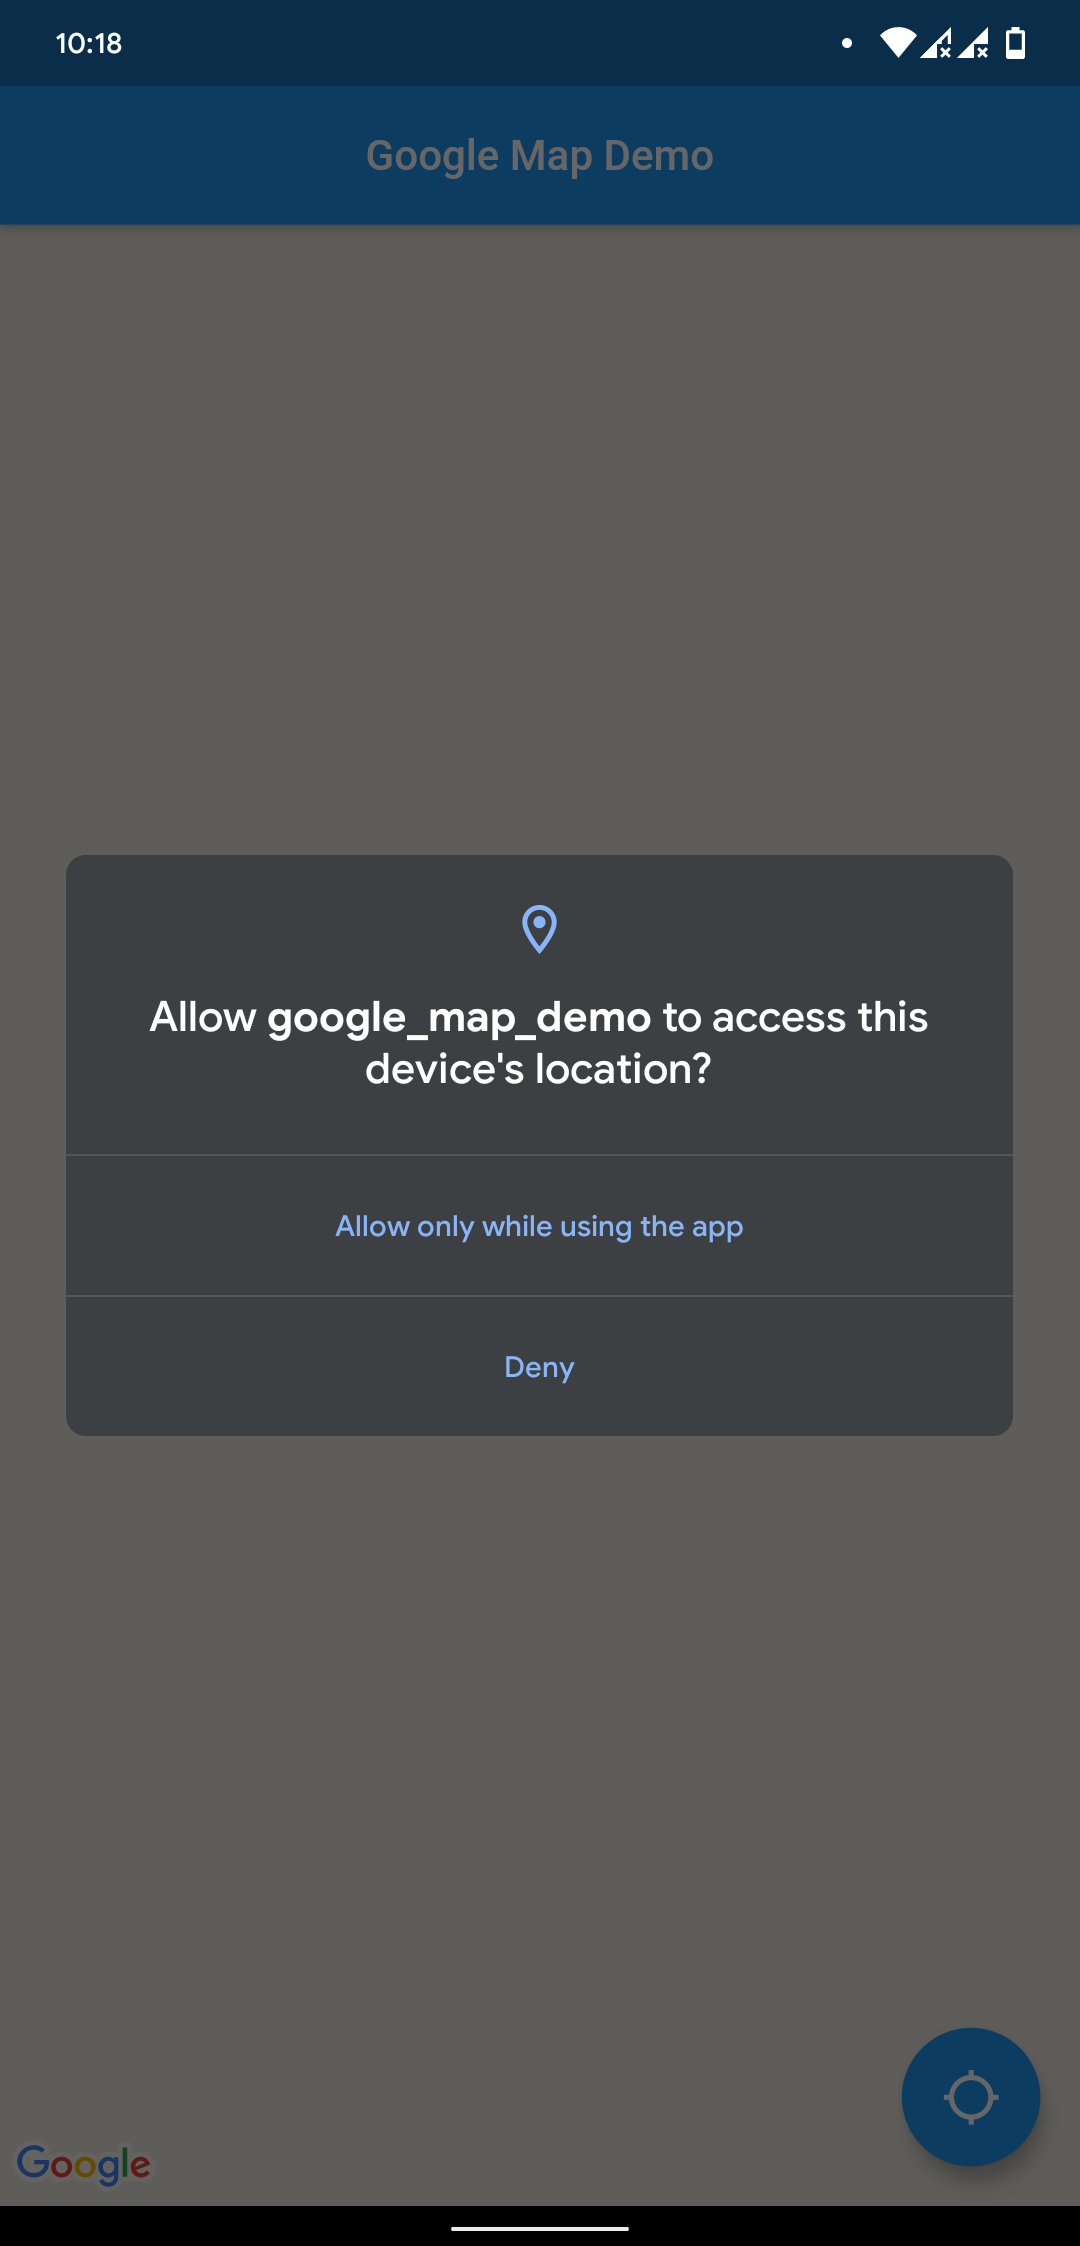 10:18
Google Map Demo
Allow google_map_demo to access this
device's location?
Allow only while using the app
Deny
Google